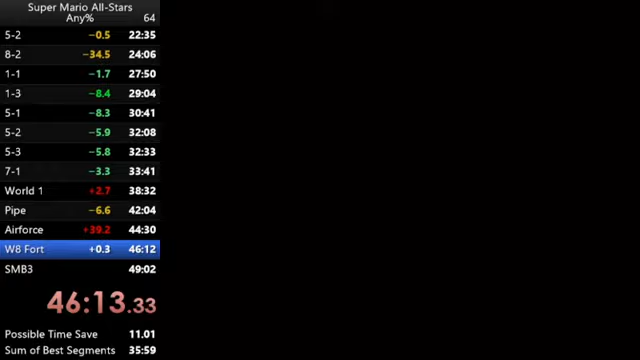 Super Mario All-Stars
Any% 64
5-2 −0.5 22:35
8-2 −34.5 24:06
1-1 −1.7 27:50
1-3 −8.4 29:04
5-1 −8.3 30:41
5-2 −5.9 32:08
5-3 −5.8 32:33
7-1 −3.3 33:41
World 1 +2.7 38:32
Pipe −6.6 42:04
Airforce +39.2 44:30
W8 Fort +0.3 46:12
SMB3 49:02
46:13.33
Possible Time Save 11.01
Sum of Best Segments 35:59